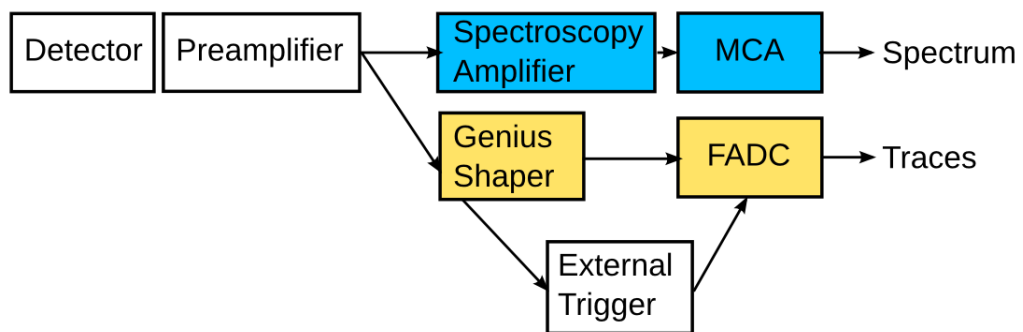 Detector
Preamplifier
Spectroscopy
Amplifier
MCA
Spectrum
Genius
Shaper
FADC
Traces
External
Trigger